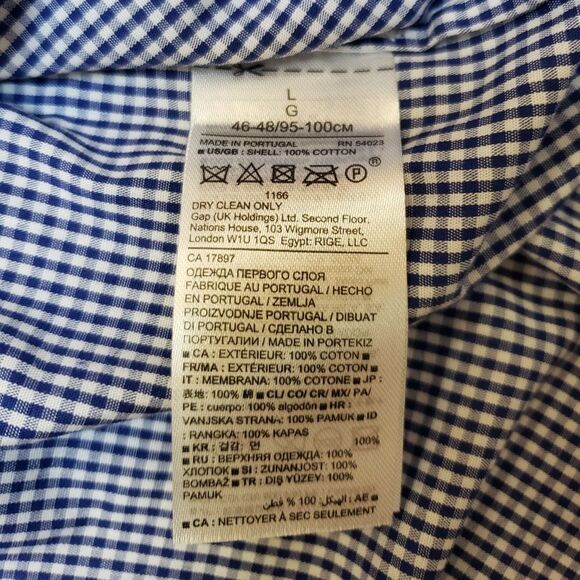 L
G
46-48/95-100CM
MADE IN PORTUGAL RN 54023
■ US/GB : SHELL: 100% COTTON
P ®
1166
DRY CLEAN ONLY
Gap (UK Holdings) Ltd. Second Floor,
Nations House, 103 Wigmore Street,
London W1U 1QS Egypt: RIGE, LLC
CA 17897
ОДЕЖДА ПЕРВОГО СЛОЯ
FABRIQUE AU PORTUGAL / HECHO
EN PORTUGAL / ZEMLJA
PROIZVODNJE PORTUGAL / DIBUAT
DI PORTUGAL / СДЕЛАНО В
ПОРТУГАЛИИ / MADE IN PORTEKIZ
■ CA : EXTÉRIEUR: 100% COTON ■
FR/MA : EXTÉRIEUR: 100% COTON ■
IT : MEMBRANA: 100% COTONE ■ JP :
表地: 100% 綿 ■ CL/ CO/ CR/ MX/ PA/
PE : cuerpo: 100% algodón ■ HR :
VANJSKA STRANA: 100% PAMUK ■ ID
: RANGKA: 100% KAPAS
■ KR : 겉감: 면 100%
■ RU : ВЕРХНЯЯ ОДЕЖДА: 100%
ХЛОПОК ■ SI : ZUNANJOST: 100%
BOMBAŽ ■ TR : DIŞ YÜZ: 100%
PAMUK
■ AE : الهيكل: 100 % قطن
■ CA : NETTOYER À SEC SEULEMENT